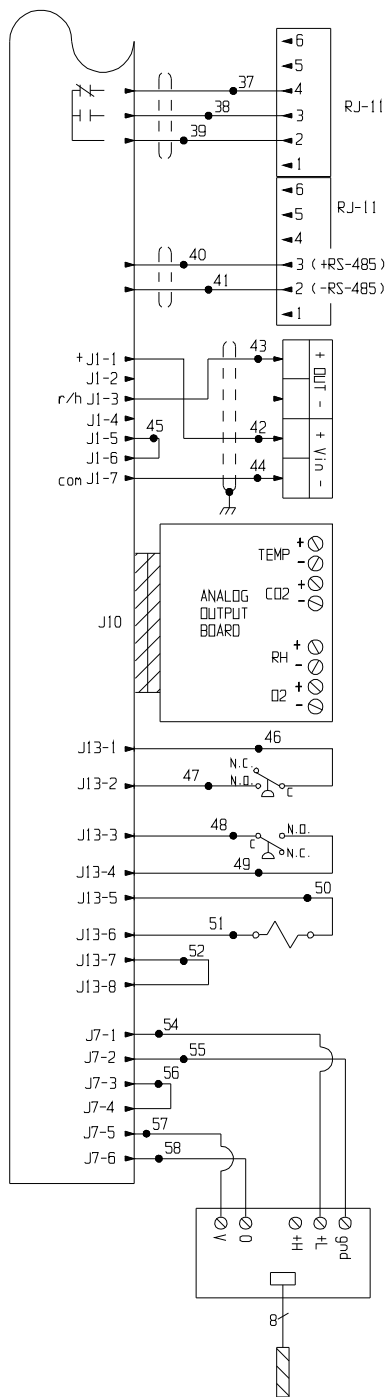 6
5
37
4
38
3
RJ-11
39
2
1
6
5
RJ-11
4
40
3 (+RS-485)
41
2 (-RS-485)
1
+ J1-1
43
+ OUT -
J1-2
r/h J1-3
J1-4
45
J1-5
42
+ Vin -
J1-6
44
com J1-7
TEMP + -
CO2 + -
ANALOG
OUTPUT
BOARD
J10
RH + -
O2 + -
46
J13-1
N.C.
47
N.O.
J13-2
C
48
N.O.
J13-3
C
N.C.
49
J13-4
50
J13-5
51
J13-6
52
J13-7
J13-8
54
J7-1
55
J7-2
56
J7-3
J7-4
57
J7-5
58
J7-6
V
O
+H
+L
gnd
8